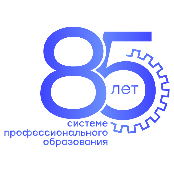 85
лет
системе
профессионального
образования